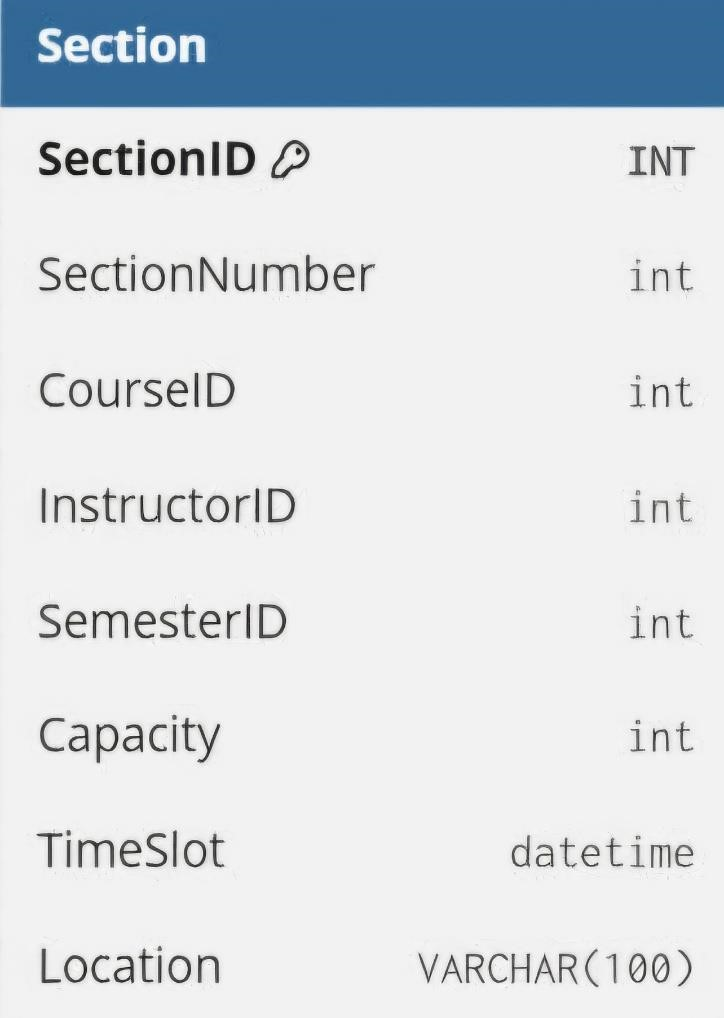 Section
SectionID INT
SectionNumber int
CourseID int
InstructorID int
SemesterID int
Capacity int
TimeSlot datetime
Location VARCHAR(100)